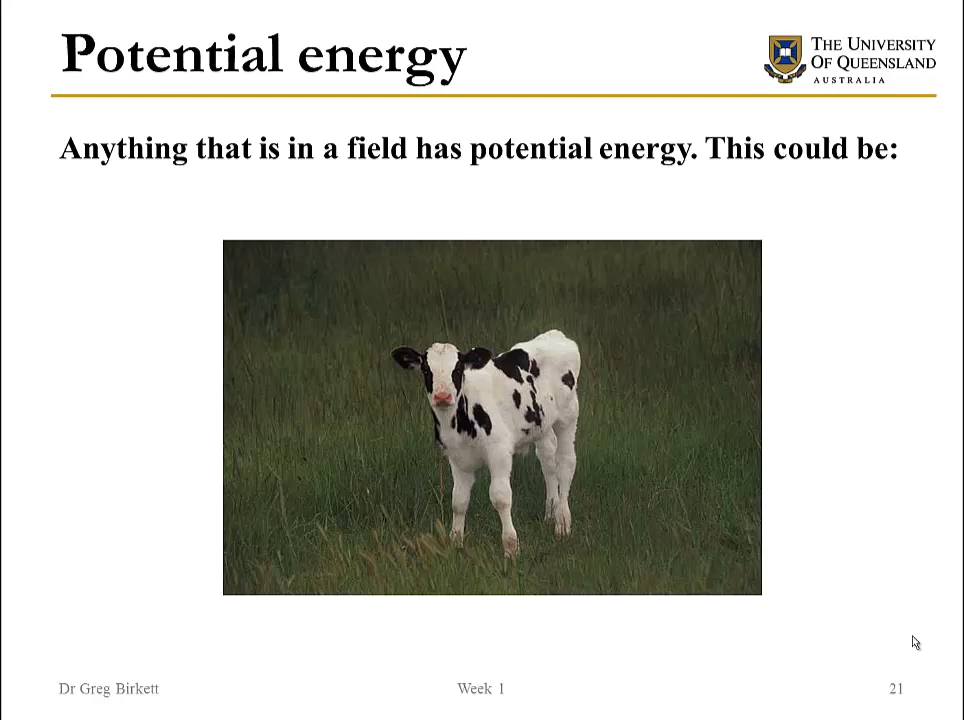 Potential energy
THE UNIVERSITY
OF QUEENSLAND
AUSTRALIA
Anything that is in a field has potential energy. This could be:
Dr Greg Birkett
Week 1
21